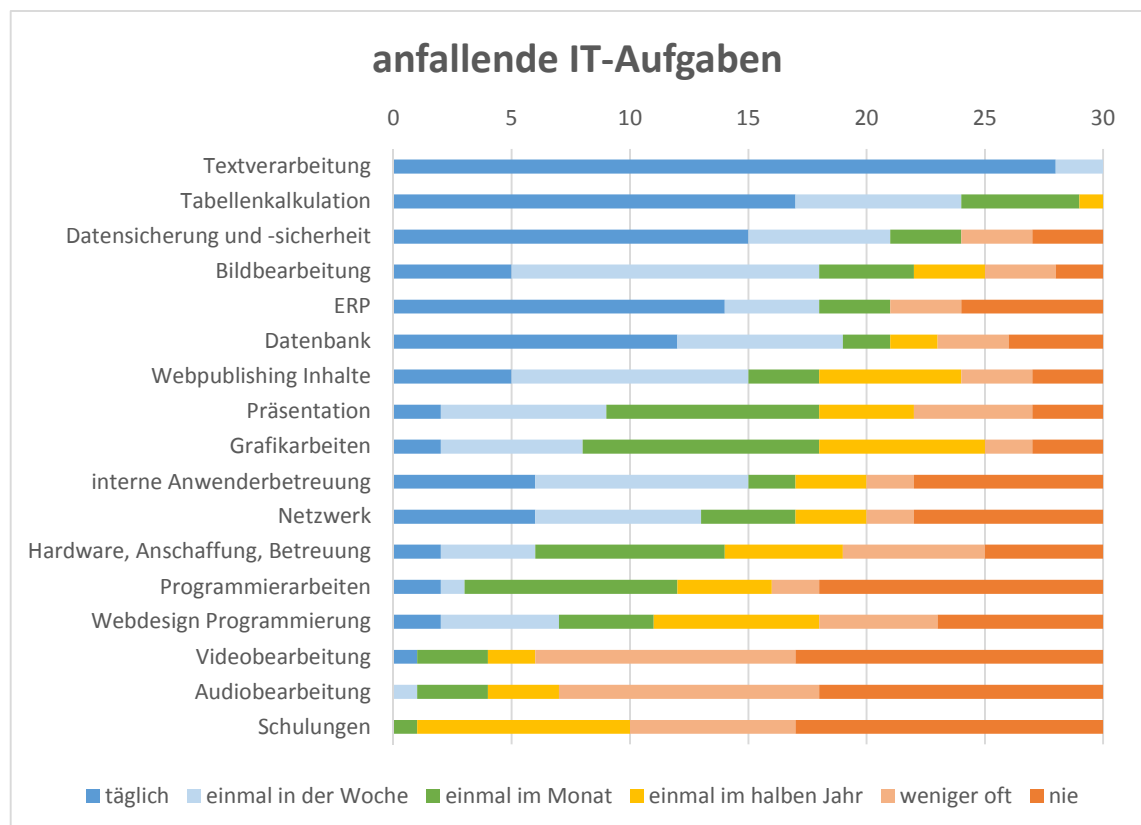 anfallende IT-Aufgaben
0 5 10 15 20 25 30
Textverarbeitung
Tabellenkalkulation
Datensicherung und -sicherheit
Bildbearbeitung
ERP
Datenbank
Webpublishing Inhalte
Präsentation
Grafikarbeiten
interne Anwenderbetreuung
Netzwerk
Hardware, Anschaffung, Betreuung
Programmierarbeiten
Webdesign Programmierung
Videobearbeitung
Audiobearbeitung
Schulungen
täglich einmal in der Woche einmal im Monat einmal im halben Jahr weniger oft nie